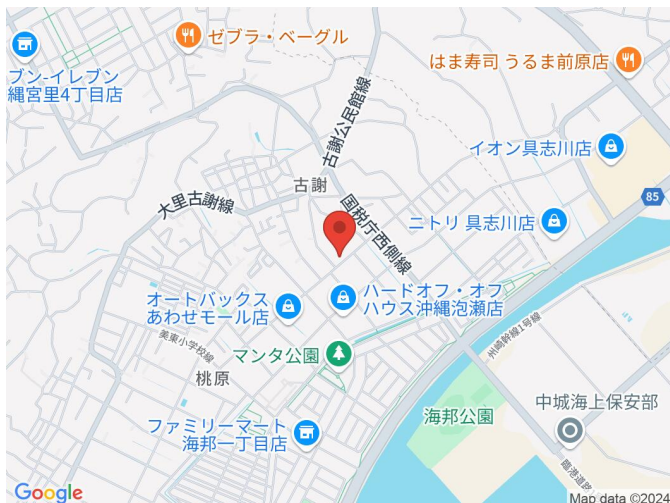 ゼブラ・ベーグル
ブン-イレブン
縄宮里4丁目店
はま寿司 うるま前原店
古謝公民館線
イオン具志川店
古謝
大里古謝線
国税庁西側線
85
ニトリ 具志川店
オートバックス
あわせモール店
ハードオフ・オフ
ハウス沖縄泡瀬店
州崎幹線1号線
美東小学校線
マンタ公園
桃原
海邦公園
中城海上保安部
ファミリーマート
海邦一丁目店
臨港道路
Google
Map data ©2024